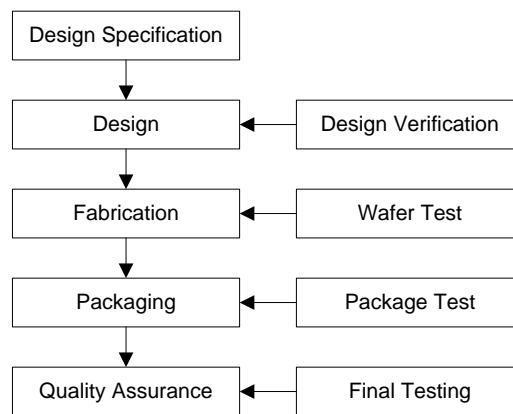 Design Specification
Design
Design Verification
Fabrication
Wafer Test
Packaging
Package Test
Quality Assurance
Final Testing